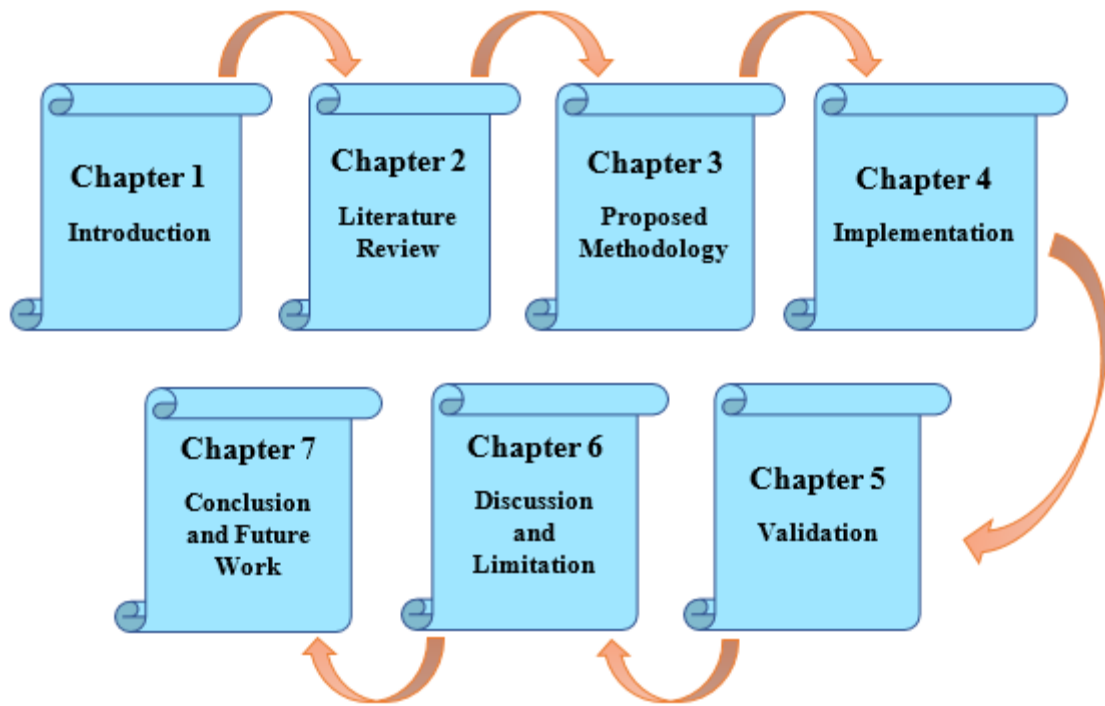 Chapter 1
Introduction
Chapter 2
Literature
Review
Chapter 3
Proposed
Methodology
Chapter 4
Implementation
Chapter 5
Validation
Chapter 6
Discussion
and
Limitation
Chapter 7
Conclusion
and Future
Work